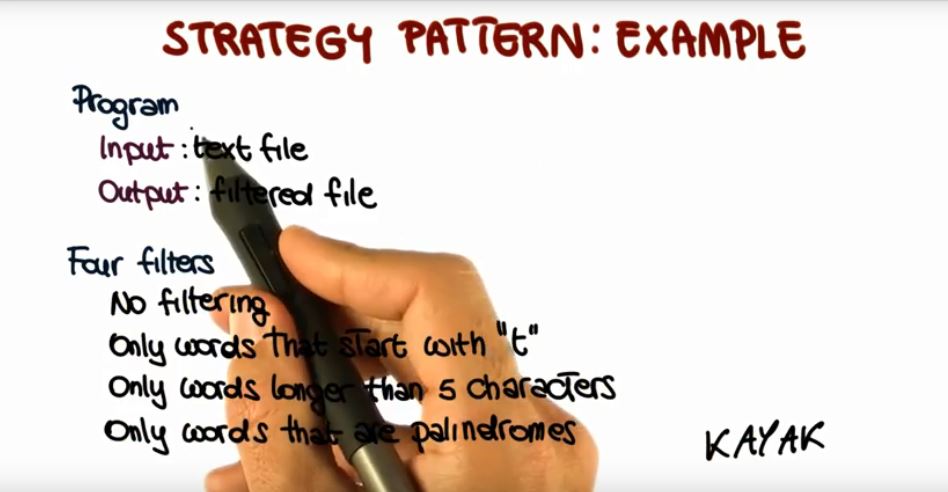 STRATEGY PATTERN: EXAMPLE
Program
Input: text file
Output: filtered file
Four filters
No filtering
Only words that start with "t"
Only words longer than 5 characters
Only words that are palindromes
KAYAK